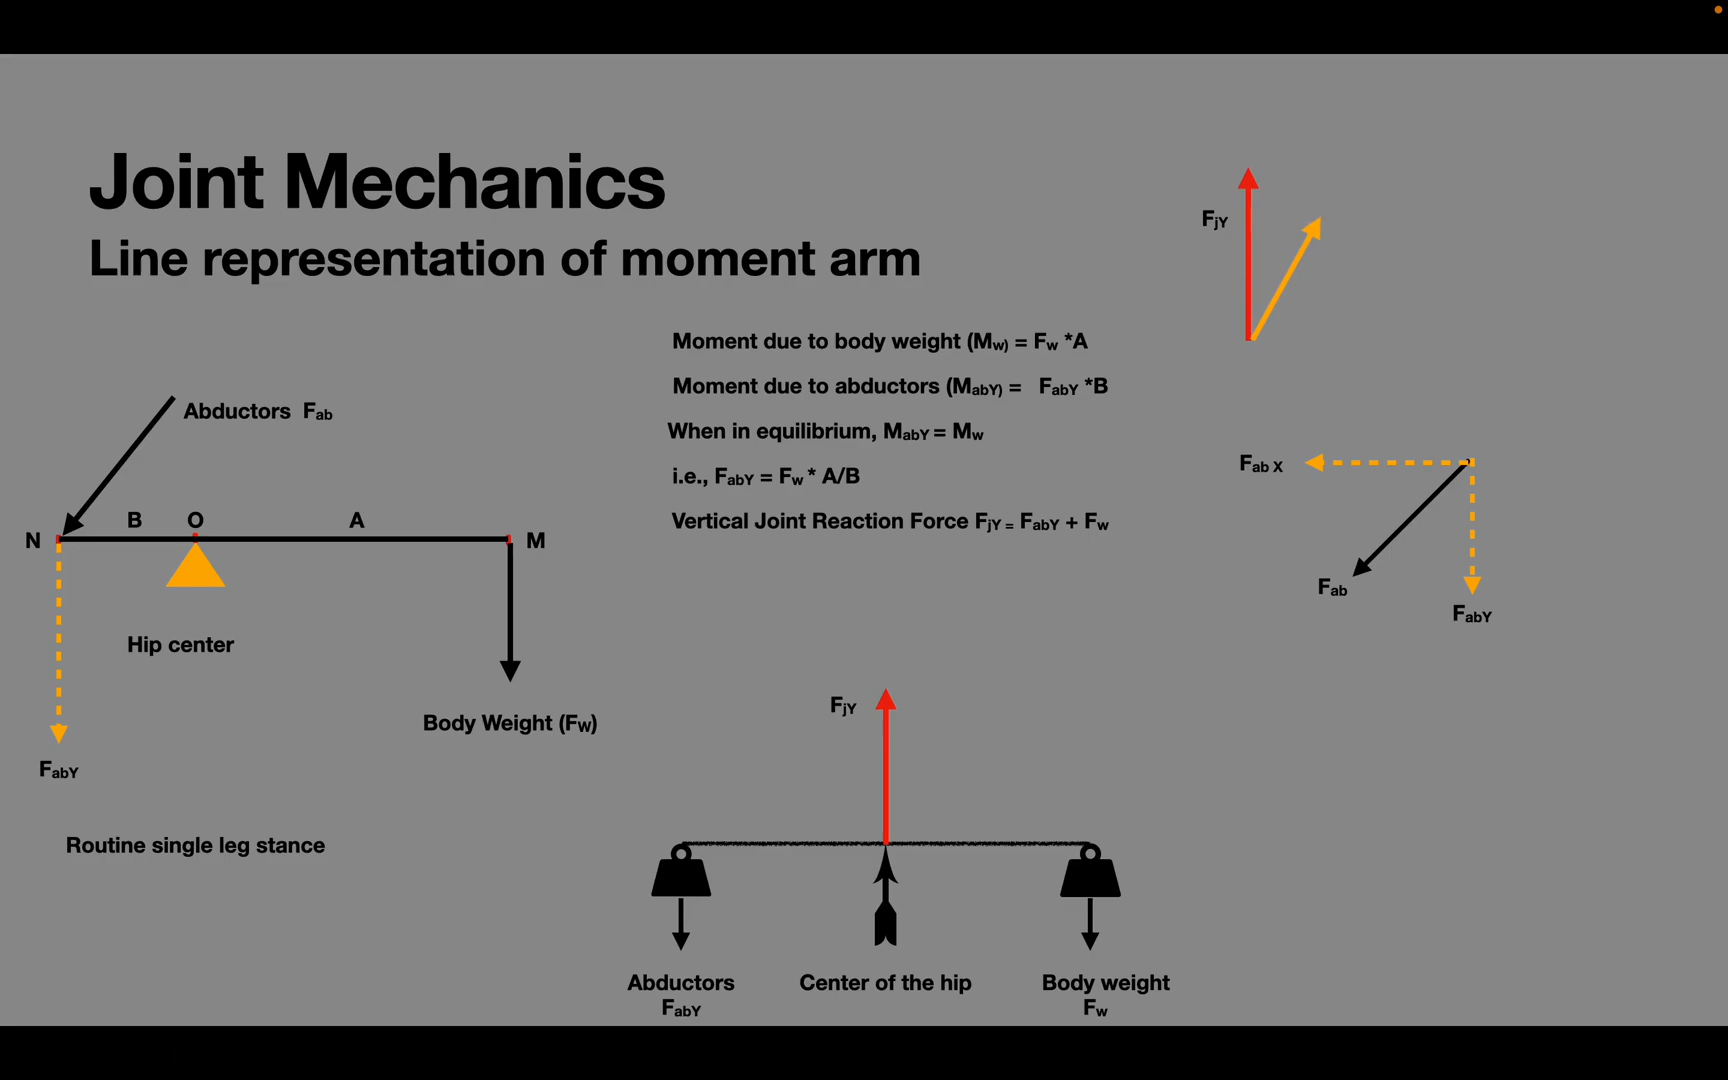 Joint Mechanics
Line representation of moment arm
FjY
Moment due to body weight (Mw) = Fw *A
Moment due to abductors (MabY) = FabY *B
When in equilibrium, MabY = Mw
i.e., FabY = Fw * A/B
Vertical Joint Reaction Force FjY = FabY + Fw
Abductors Fab
B O A
N M
Hip center
Body Weight (FW)
FabY
Routine single leg stance
Fab X
Fab
FabY
FjY
Abductors
FabY
Center of the hip
Body weight
Fw